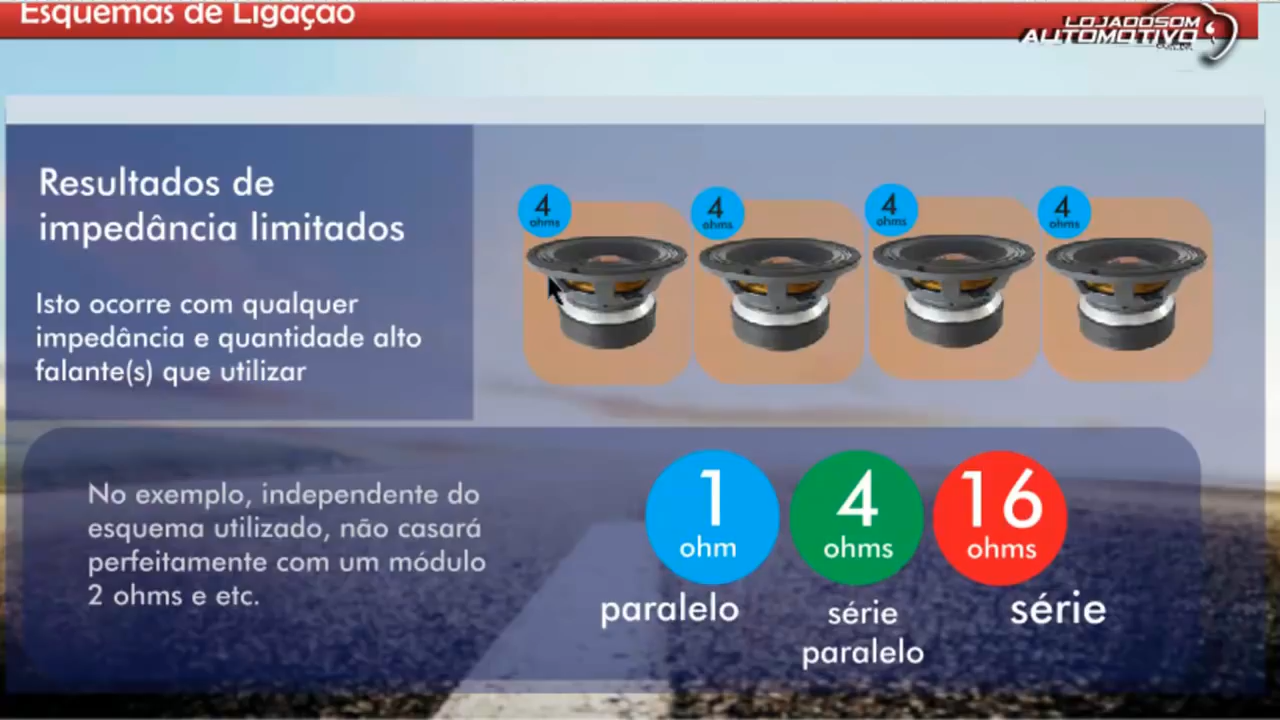 Esquemas de Ligação
LOJADOSOM
AUTOMOTIVO
Resultados de
impedância limitados
Isto ocorre com qualquer
impedância e quantidade alto
falante(s) que utilizar
4
ohms
4
ohms
4
ohms
4
ohms
No exemplo, independente do
esquema utilizado, não casará
perfeitamente com um módulo
2 ohms e etc.
1
ohm
paralelo
4
ohms
série
paralelo
16
ohms
série